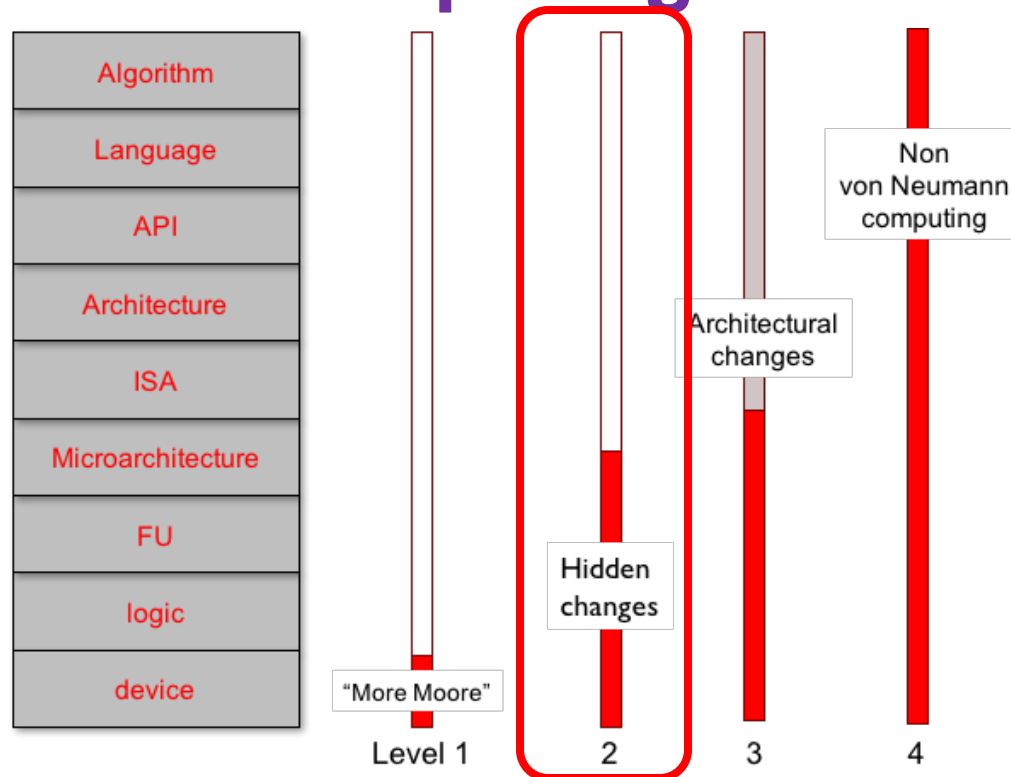 Algorithm
Language
API
Architecture
ISA
Microarchitecture
FU
logic
device
"More Moore"
Hidden
changes
Architectural
changes
Non
von Neumann
computing
Level 1
2
3
4